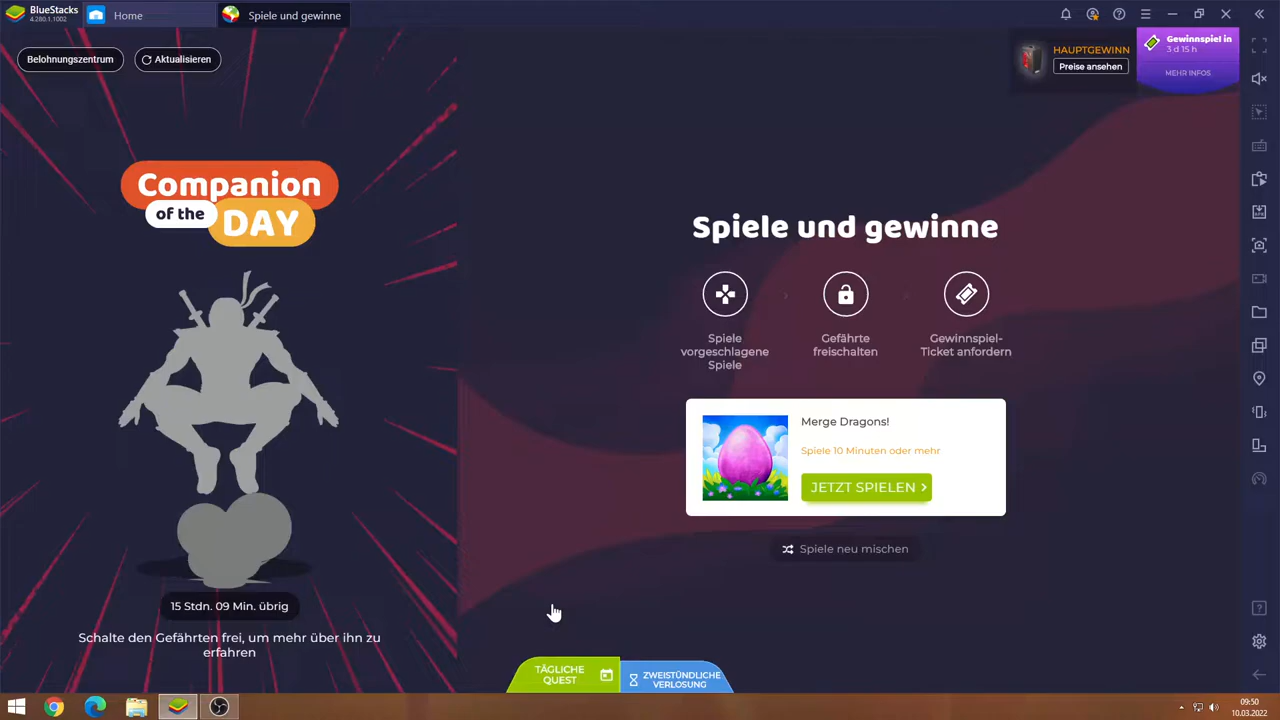 BlueStacks
4.280.1.1002
Home
Spiele und gewinne
Belohnungszentrum
Aktualisieren
HAUPTGEWINN
Preise ansehen
Gewinnspiel in
3 d 15 h
MEHR INFOS
Companion
of the
DAY
Spiele und gewinne
Spiele
vorgeschlagene
Spiele
Gefährte
freischalten
Gewinnspiel-
Ticket anfordern
Merge Dragons!
Spiele 10 Minuten oder mehr
JETZT SPIELEN
Spiele neu mischen
15 Stdn. 09 Min. übrig
Schalte den Gefährten frei, um mehr über ihn zu
erfahren
TÄGLICHE
QUEST
ZWEISTÜNDLICHE
VERLOSUNG
09:50
10.03.2022